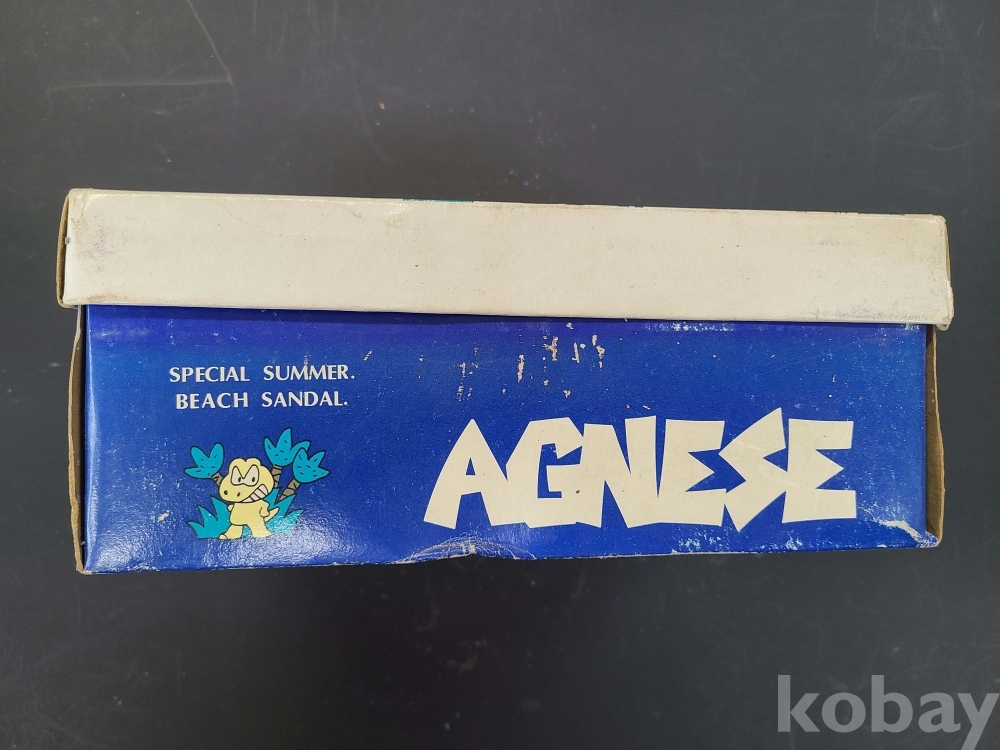 SPECIAL SUMMER.
BEACH SANDAL.
AGNESE
kobay